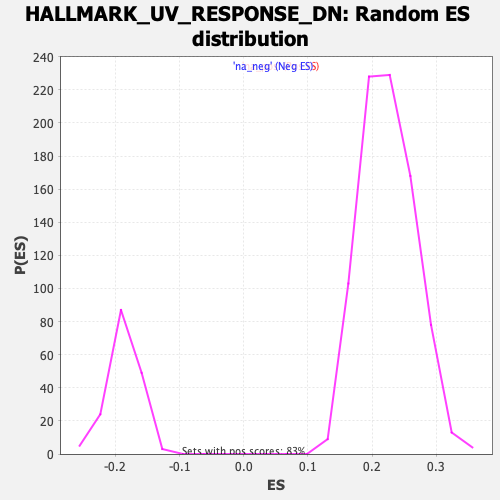 HALLMARK_UV_RESPONSE_DN: Random ES
distribution
'na_neg' (Neg ES)
S)
240
220
200
180
160
140
120
100
80
60
40
20
0
P(ES)
Sets with pos scores: 83%
-0.2 -0.1 0.0 0.1 0.2 0.3
ES